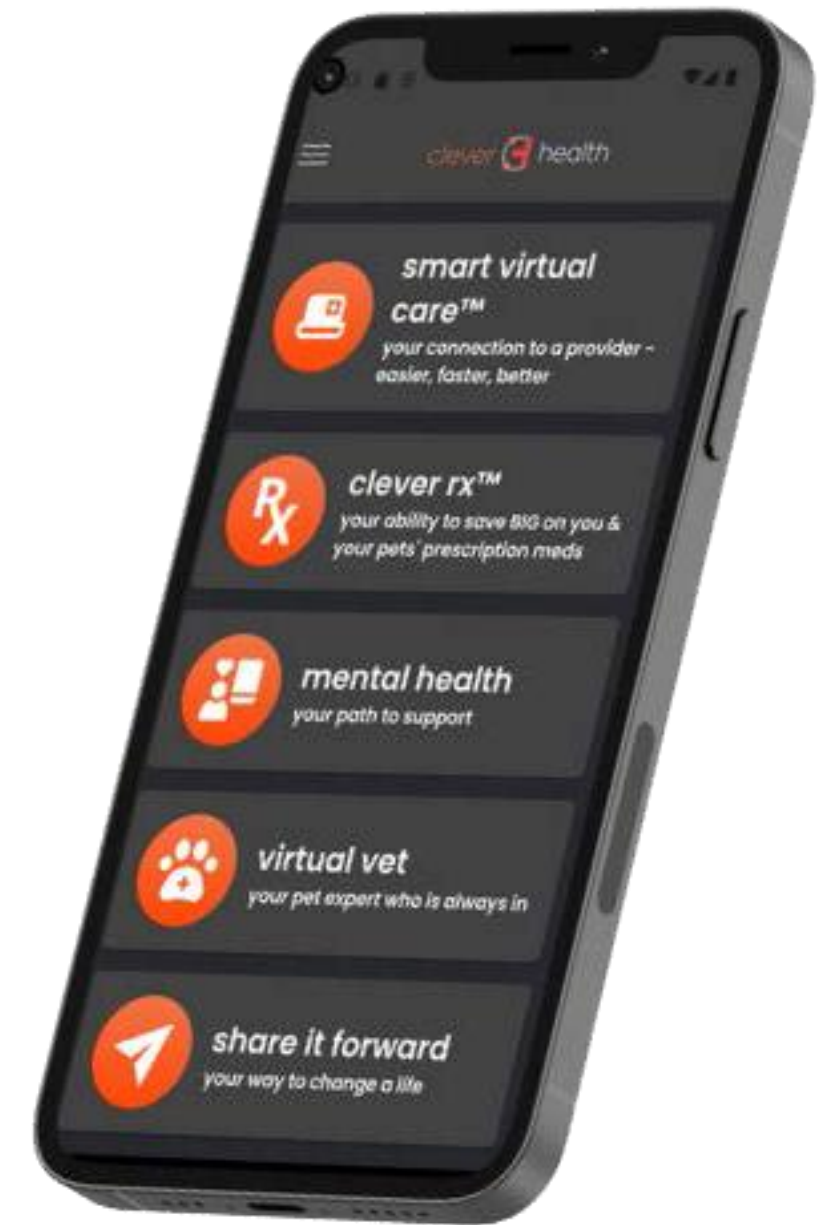 clever C health
smart virtual
care™
your connection to a provider -
easier, faster, better
Rx
clever rx™
your ability to save BIG on you &
your pets' prescription meds
mental health
your path to support
virtual vet
your pet expert who is always in
share it forward
your way to change a life